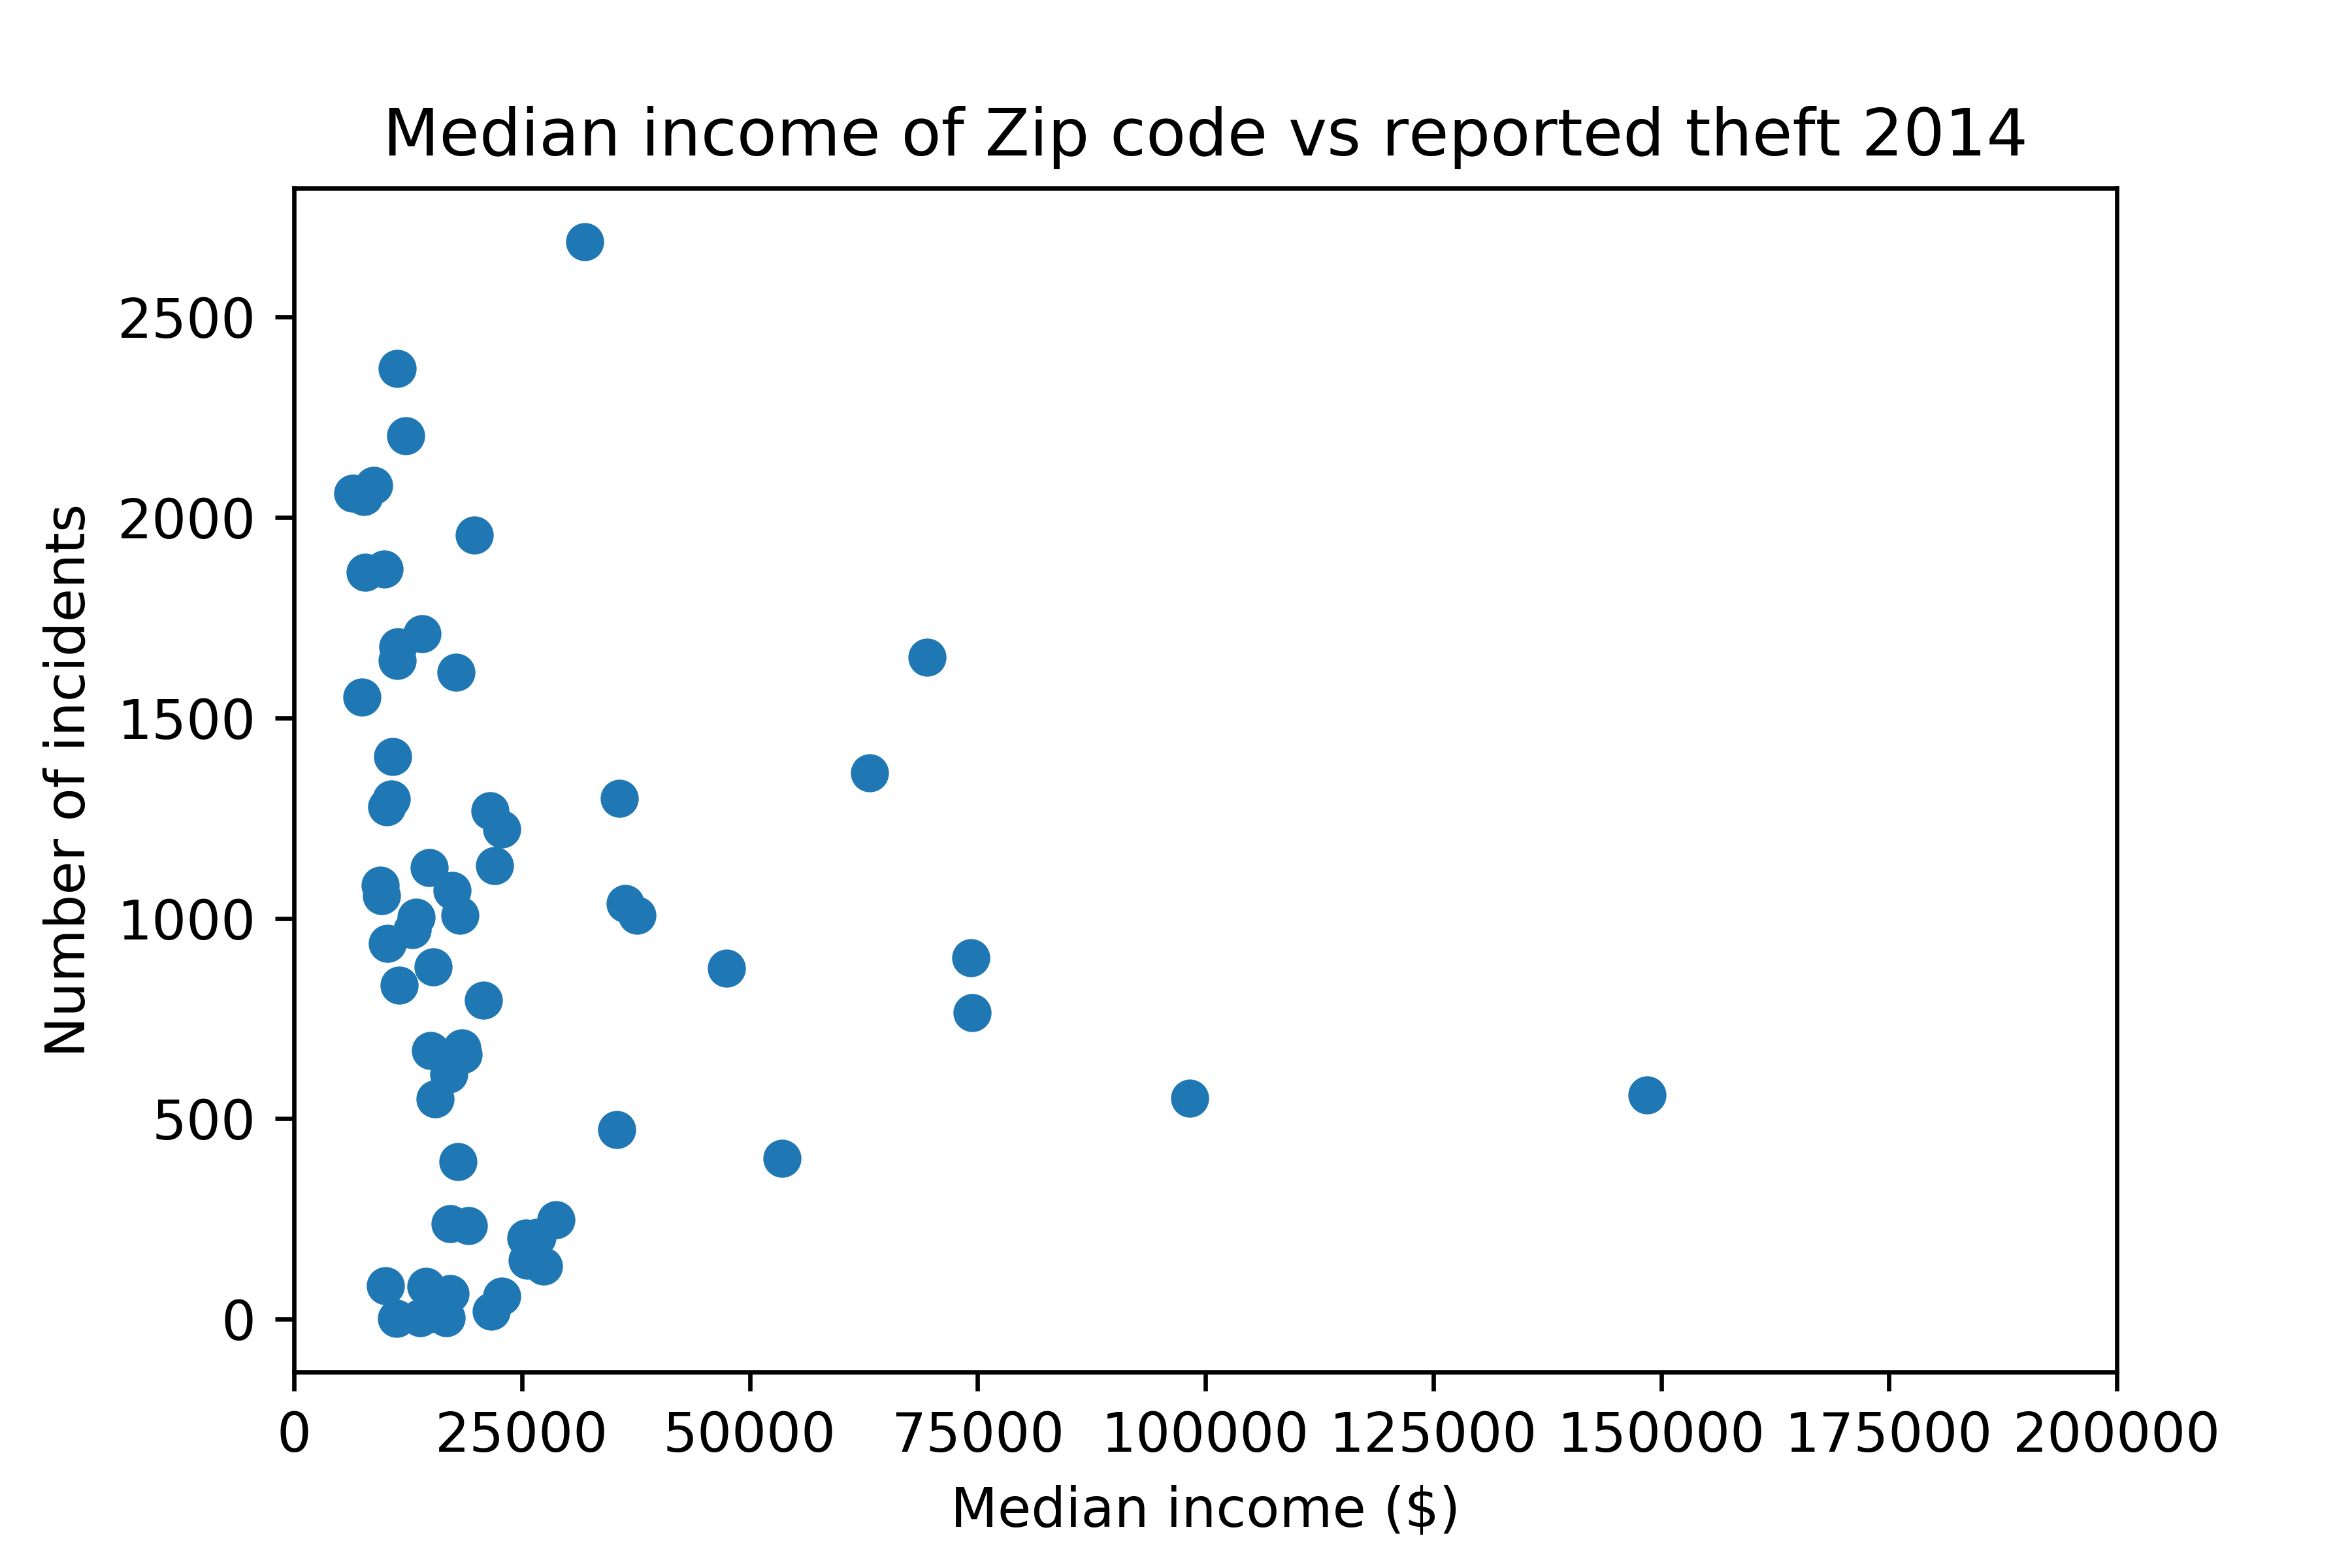 Median income of Zip code vs reported theft 2014
Number of incidents
2500
2000
1500
1000
500
0
0 25000 50000 75000 100000 125000 150000 175000 200000
Median income ($)